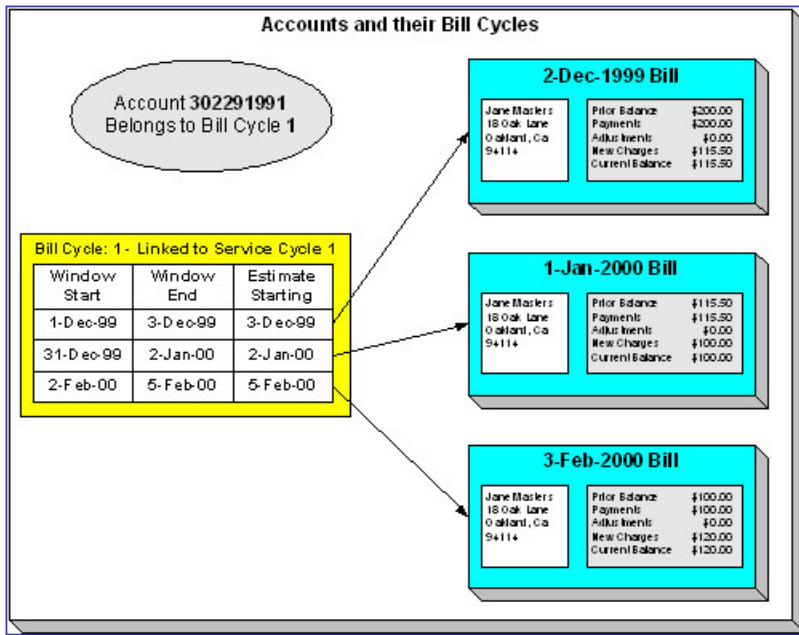 Accounts and their Bill Cycles
Account 302291991
Belongs to Bill Cycle 1
Bill Cycle: 1 - Linked to Service Cycle 1
Window Start Window End Estimate Starting
1-Dec-99 3-Dec-99 3-Dec-99
31-Dec-99 2-Jan-00 2-Jan-00
2-Feb-00 5-Feb-00 5-Feb-00
2-Dec-1999 Bill
Jane Masters
18 Oak Lane
Oakland, Ca
94114
Prior Balance $200.00
Payments $200.00
Adjustments $0.00
New Charges $115.50
Current Balance $115.50
1-Jan-2000 Bill
Jane Masters
18 Oak Lane
Oakland, Ca
94114
Prior Balance $115.50
Payments $115.50
Adjustments $0.00
New Charges $100.00
Current Balance $100.00
3-Feb-2000 Bill
Jane Masters
18 Oak Lane
Oakland, Ca
94114
Prior Balance $100.00
Payments $100.00
Adjustments $0.00
New Charges $120.00
Current Balance $120.00